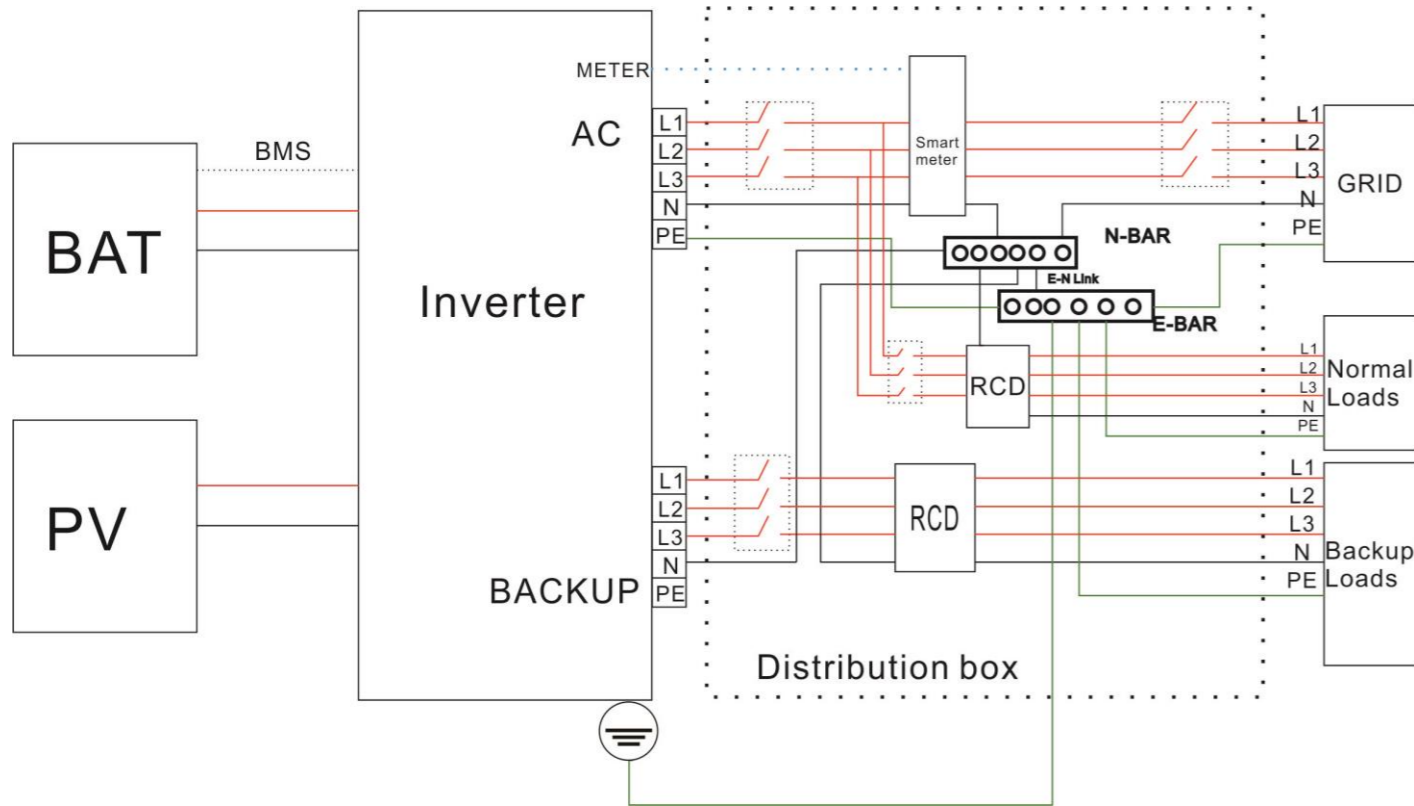 METER
AC
L1
L2
L3
N
PE
Smart
meter
L1
L2
L3
N
PE
GRID
BMS
BAT
N-BAR
E-N Link
E-BAR
Inverter
RCD
L1
L2
L3
N
PE
Normal
Loads
PV
L1
L2
L3
N
PE
BACKUP
RCD
L1
L2
L3
N
PE
Backup
Loads
Distribution box